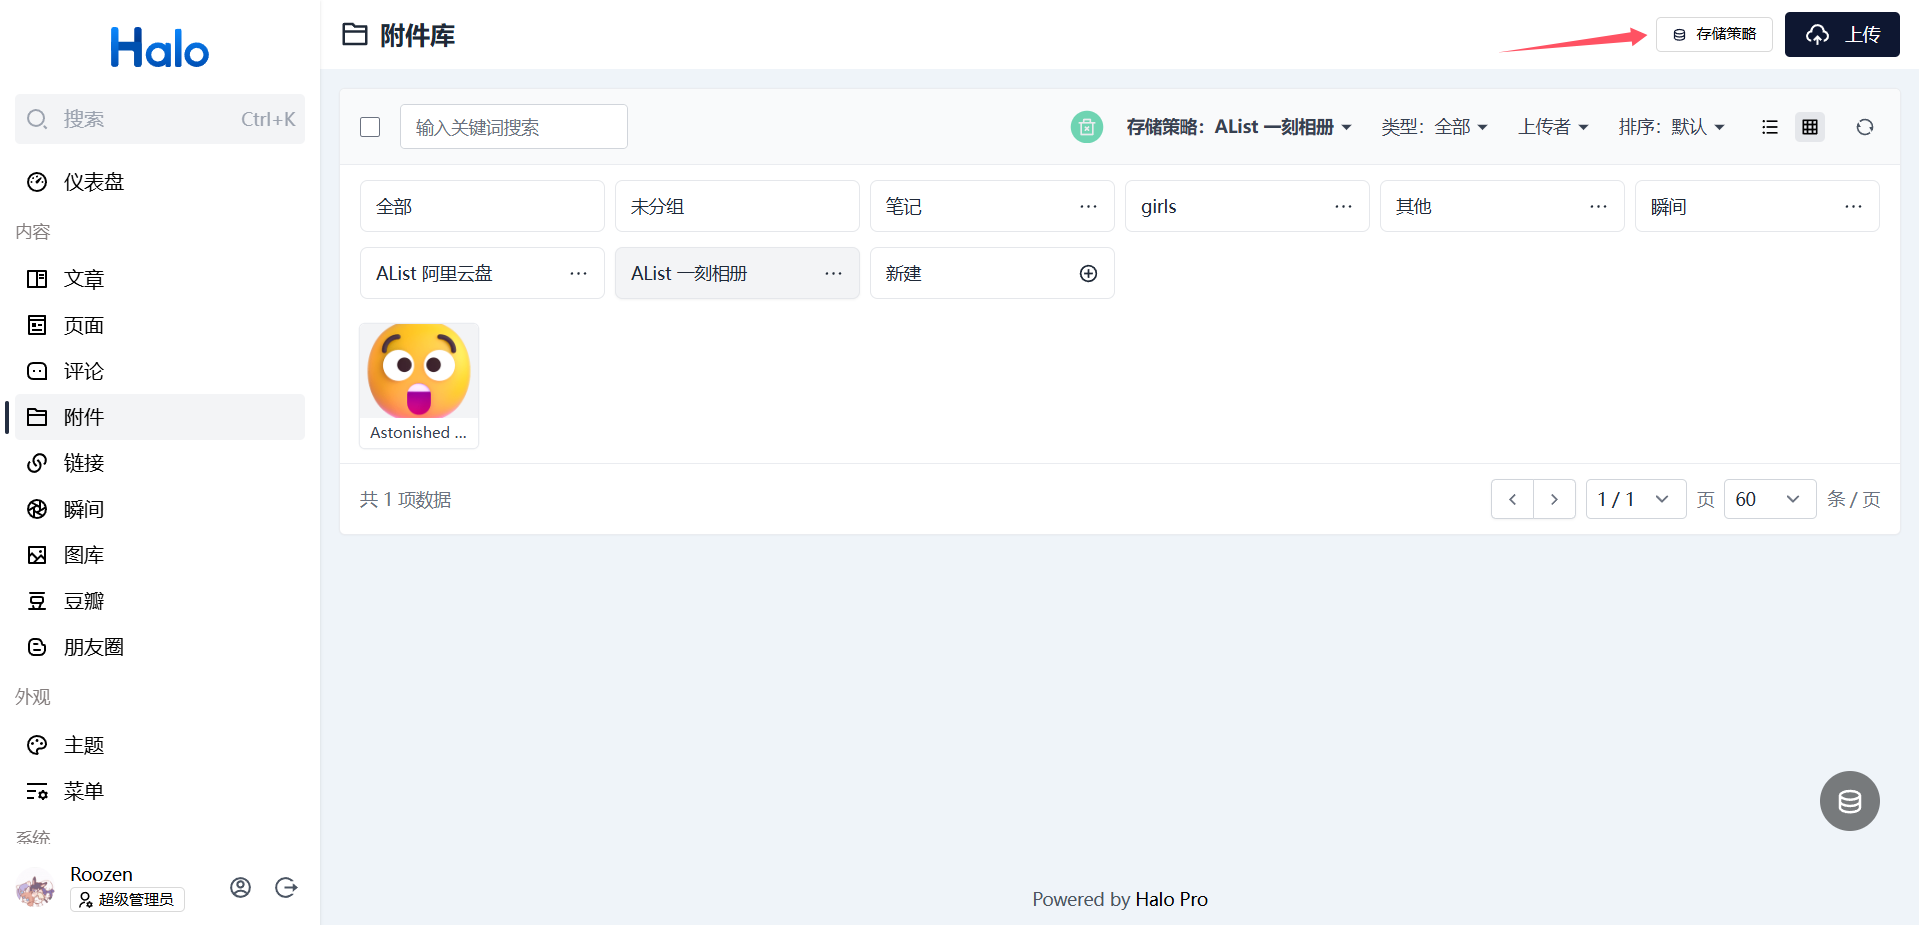 Halo
搜索 Ctrl+K
仪表盘
内容
文章
页面
评论
附件
链接
瞬间
图库
豆瓣
朋友圈
外观
主题
菜单
系统
Roozen
超级管理员
附件库
存储策略
上传
输入关键词搜索
存储策略：AList 一刻相册
类型：全部
上传者
排序：默认
全部
未分组
笔记
girls
其他
瞬间
AList 阿里云盘
AList 一刻相册
新建
Astonished ...
共 1 项数据
1 / 1 页 60 条 / 页
Powered by Halo Pro